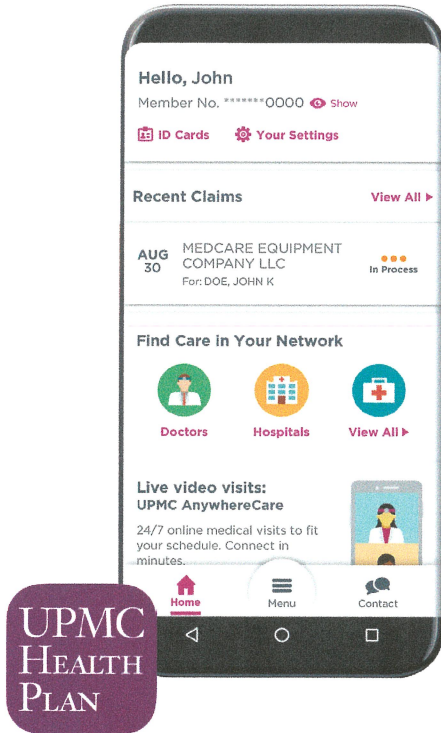 Hello, John
Member No. *******0000 Show
ID Cards Your Settings
Recent Claims View All
AUG 30
MEDCARE EQUIPMENT
COMPANY LLC
For: DOE, JOHN K
In Process
Find Care in Your Network
Doctors Hospitals View All
Live video visits:
UPMC AnywhereCare
24/7 online medical visits to fit
your schedule. Connect in
minutes.
Home Menu Contact
UPMC
HEALTH
PLAN